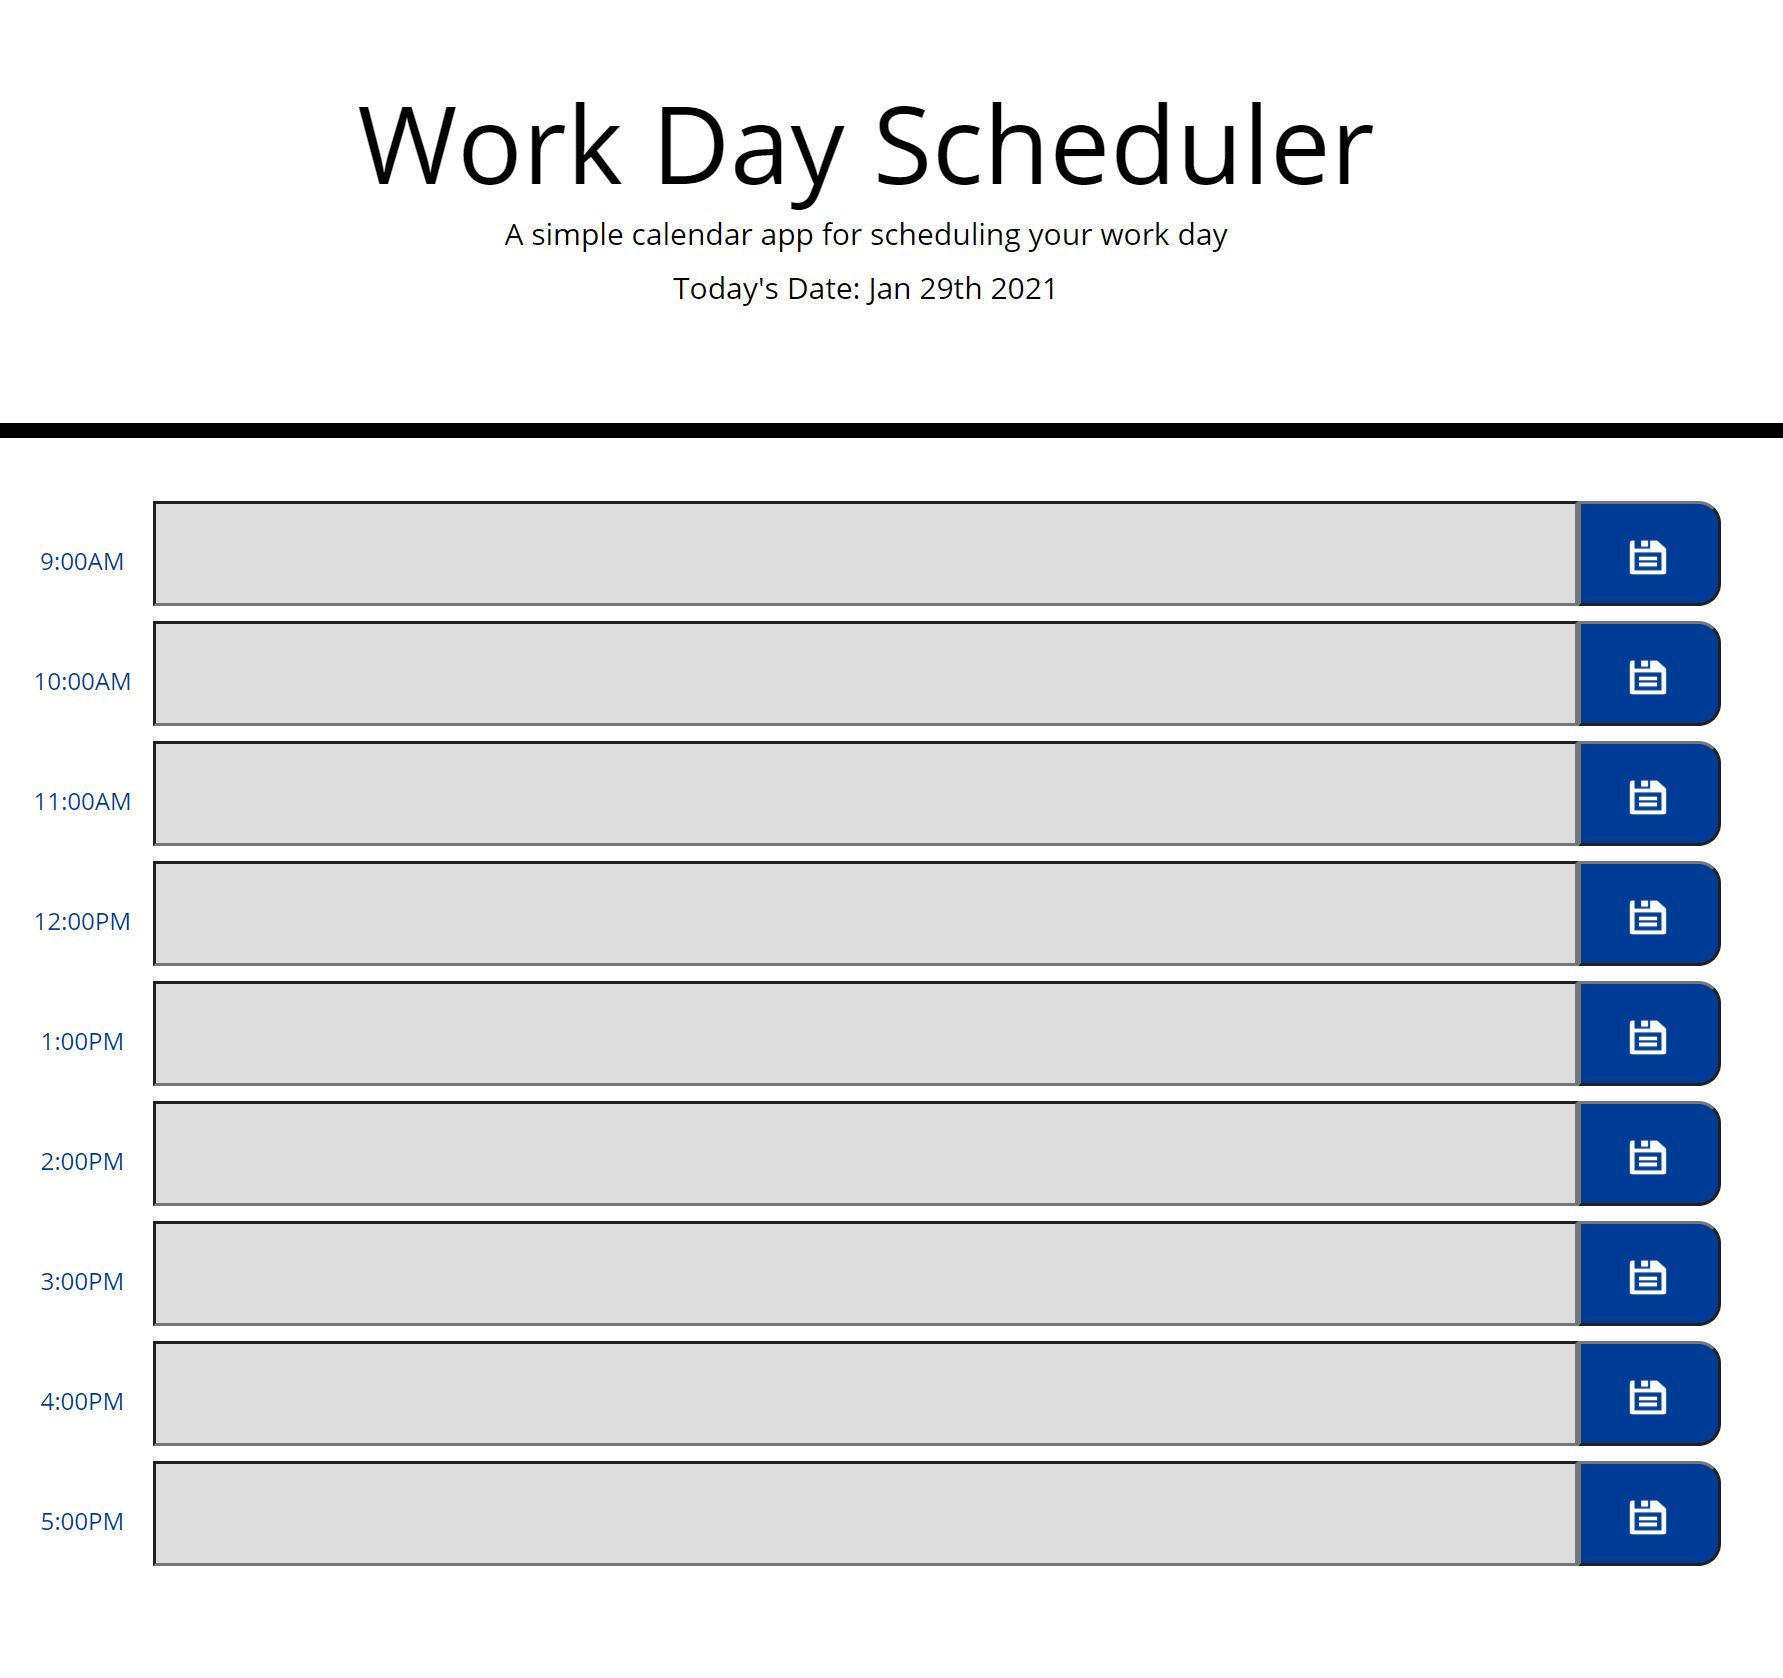 Work Day Scheduler
A simple calendar app for scheduling your work day
Today's Date: Jan 29th 2021
9:00AM
10:00AM
11:00AM
12:00PM
1:00PM
2:00PM
3:00PM
4:00PM
5:00PM